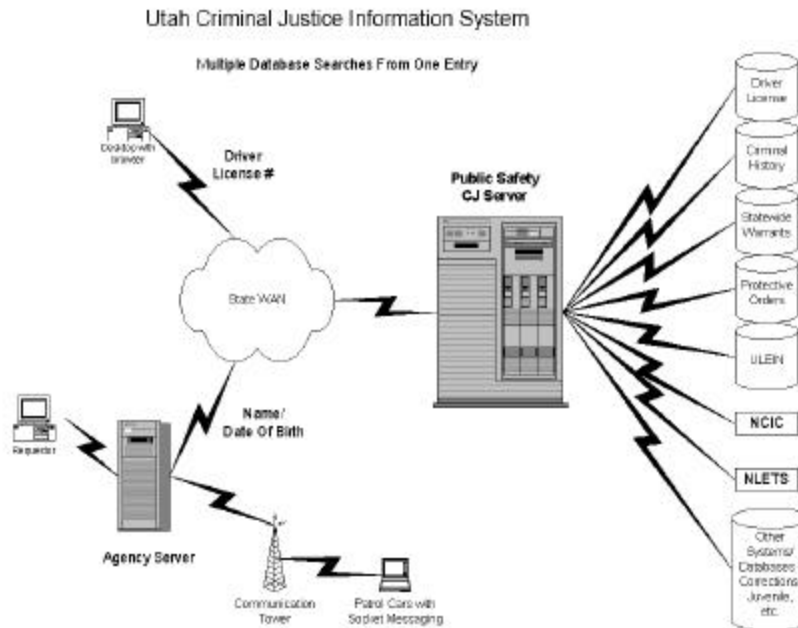 Utah Criminal Justice Information System
Multiple Database Searches From One Entry
Desktop with
browser
Driver
License #
Public Safety
CJ Server
State WAN
Name/
Date Of Birth
Requestor
Agency Server
Communication
Tower
Patrol Cars with
Socket Messaging
Driver
License
Criminal
History
Statewide
Warrants
Protective
Orders
ULEIN
NCIC
NLETS
Other
Systems/
Databases
Corrections
Juvenile,
etc.